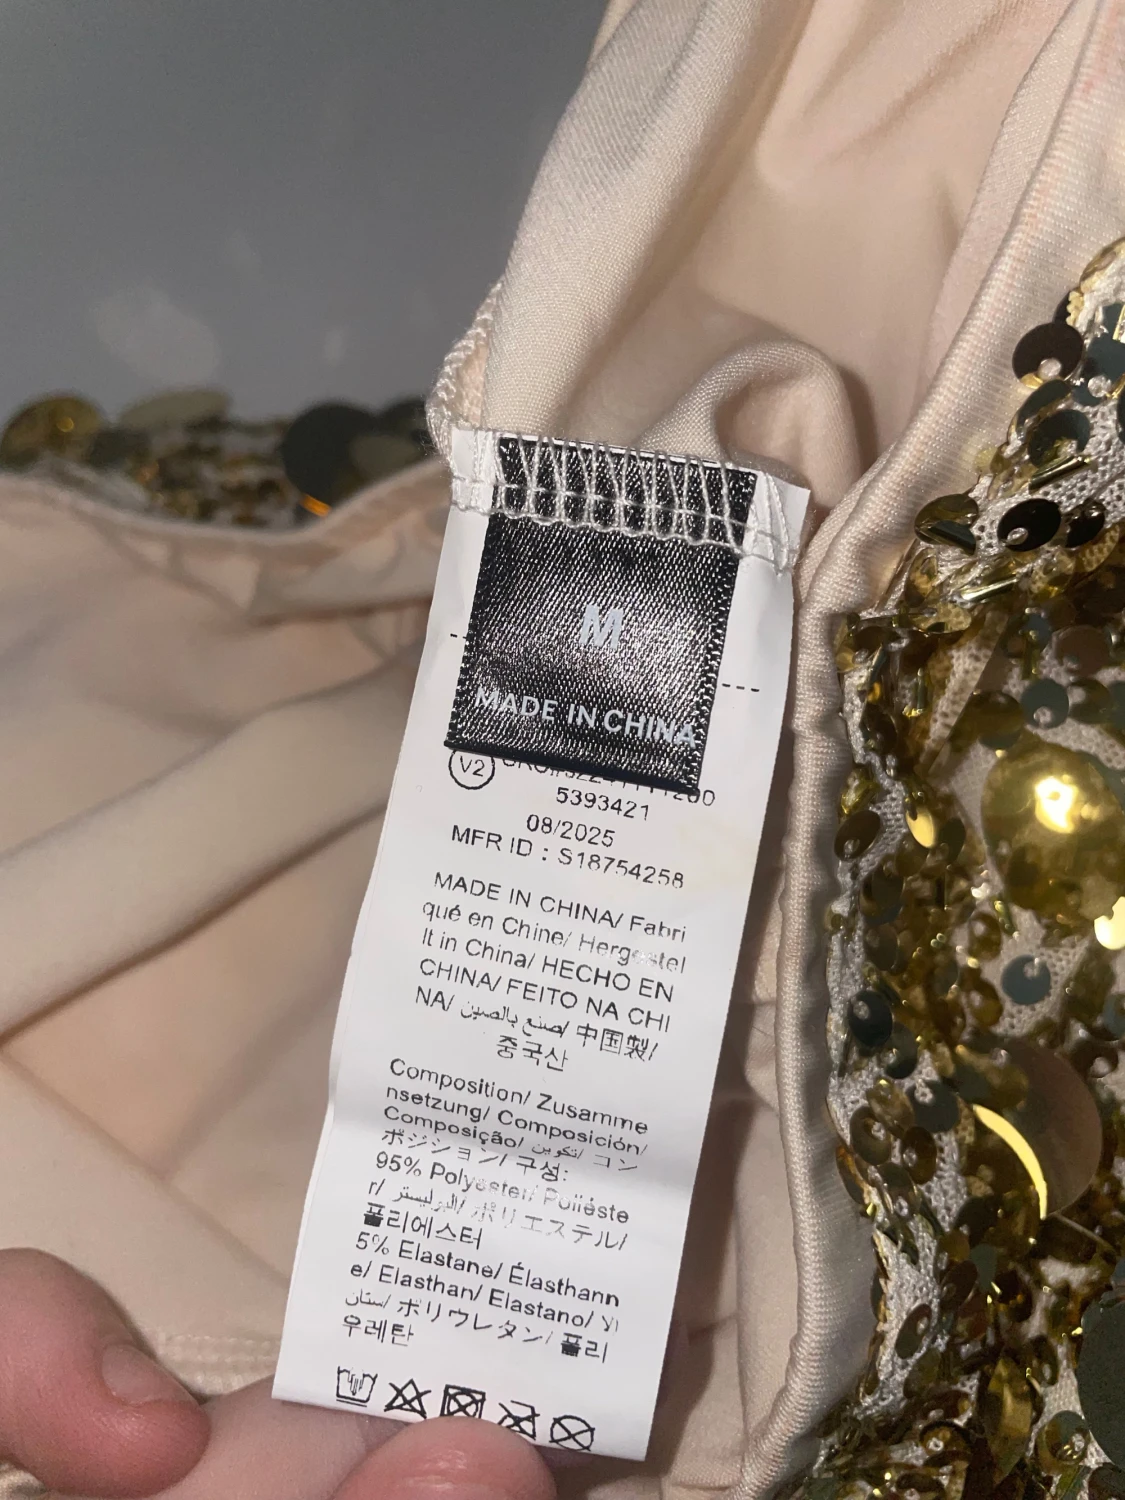 M
MADE IN CHINA
V2
5393421
08/2025
MFR ID : S18754258
MADE IN CHINA/ Fabri
qué en Chine/ Hergestel
lt in China/ HECHO EN
CHINA/ FEITO NA CHI
NA/ صنع بالصين/ 中国製/
중국산
Composition/ Zusamme
nsetzung/ Composición/
Composição/ تكوين/ コン
ポジション/ 구성:
95% Polyester/ Poliéste
r/ البوليستر/ ポリエステル/
폴리에스터
5% Elastane/ Élasthann
e/ Elasthan/ Elastano/
ポリウレタン/ 폴리
우레탄